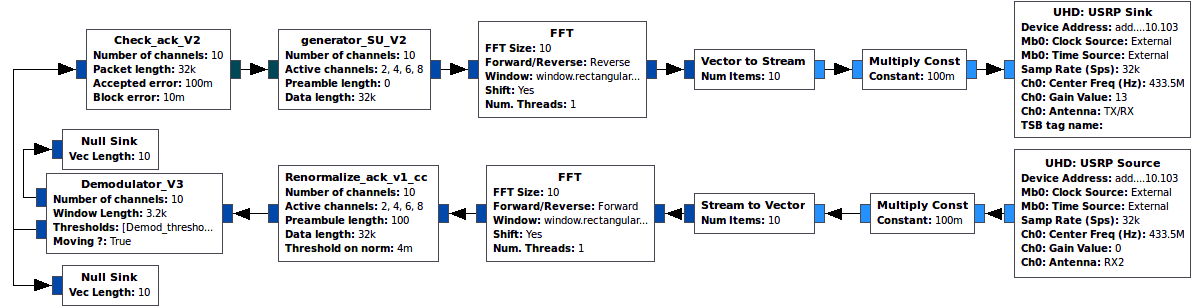 Check_ack_V2
Number of channels: 10
Packet length: 32k
Accepted error: 100m
Block error: 10m
generator_SU_V2
Number of channels: 10
Active channels: 2, 4, 6, 8
Preamble length: 0
Data length: 32k
FFT
FFT Size: 10
Forward/Reverse: Reverse
Window: window.rectangular...
Shift: Yes
Num. Threads: 1
Vector to Stream
Num Items: 10
Multiply Const
Constant: 100m
UHD: USRP Sink
Device Address: add....10.103
Mb0: Clock Source: External
Mb0: Time Source: External
Samp Rate (Sps): 32k
Ch0: Center Freq (Hz): 433.5M
Ch0: Gain Value: 13
Ch0: Antenna: TX/RX
TSB tag name:
Null Sink
Vec Length: 10
Demodulator_V3
Number of channels: 10
Window Length: 3.2k
Thresholds: [Demod_thresho...
Moving ?: True
Null Sink
Vec Length: 10
Renormalize_ack_v1_cc
Number of channels: 10
Active channels: 2, 4, 6, 8
Preambule length: 100
Data length: 32k
Threshold on norm: 4m
FFT
FFT Size: 10
Forward/Reverse: Forward
Window: window.rectangular...
Shift: Yes
Num. Threads: 1
Stream to Vector
Num Items: 10
Multiply Const
Constant: 100m
UHD: USRP Source
Device Address: add....10.103
Mb0: Clock Source: External
Mb0: Time Source: External
Samp Rate (Sps): 32k
Ch0: Center Freq (Hz): 433.5M
Ch0: Gain Value: 0
Ch0: Antenna: RX2